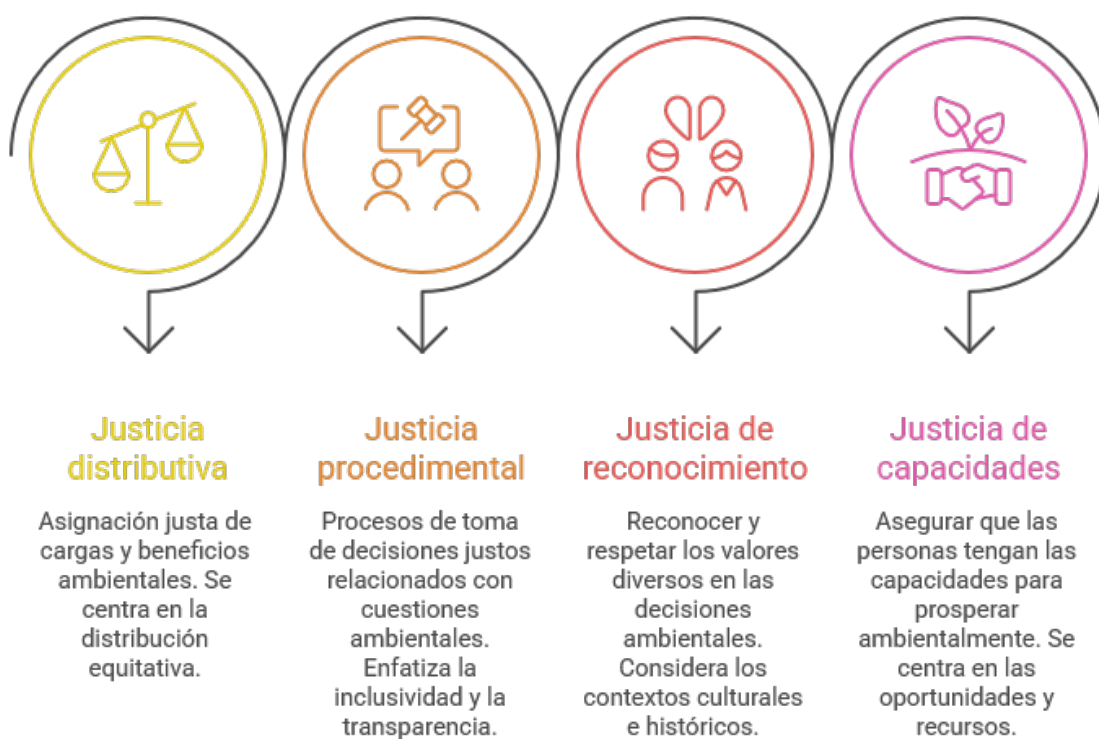 Justicia
distributiva
Asignación justa de
cargas y beneficios
ambientales. Se
centra en la
distribución
equitativa.
Justicia
procedimental
Procesos de toma
de decisiones justos
relacionados con
cuestiones
ambientales.
Enfatiza la
inclusividad y la
transparencia.
Justicia de
reconocimiento
Reconocer y
respetar los valores
diversos en las
decisiones
ambientales.
Considera los
contextos culturales
e históricos.
Justicia de
capacidades
Asegurar que las
personas tengan las
capacidades para
prosperar
ambientalmente. Se
centra en las
oportunidades y
recursos.